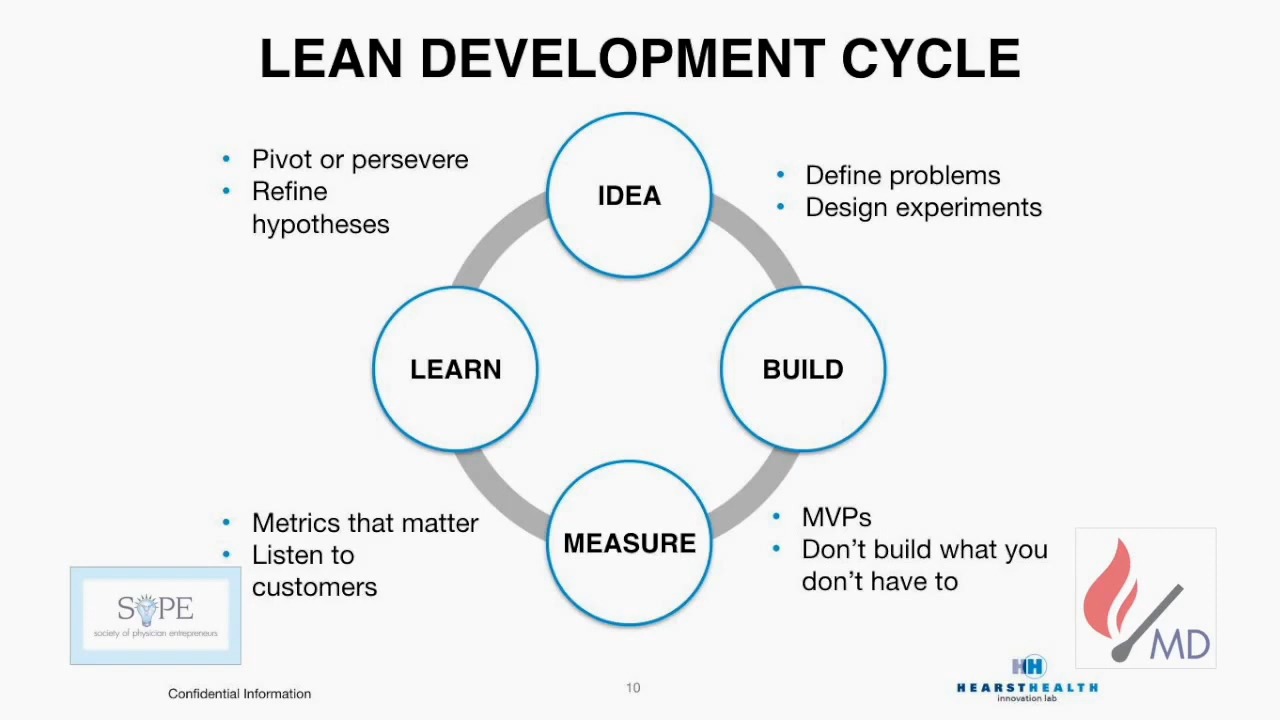 LEAN DEVELOPMENT CYCLE
• Pivot or persevere
• Refine
hypotheses
IDEA
• Define problems
• Design experiments
LEARN
BUILD
• Metrics that matter
• Listen to
customers
MEASURE
• MVPs
• Don't build what you
don't have to
S PE
society of physician entrepreneurs
MD
Confidential Information
10
HH
HEARSTHEALTH
innovation lab